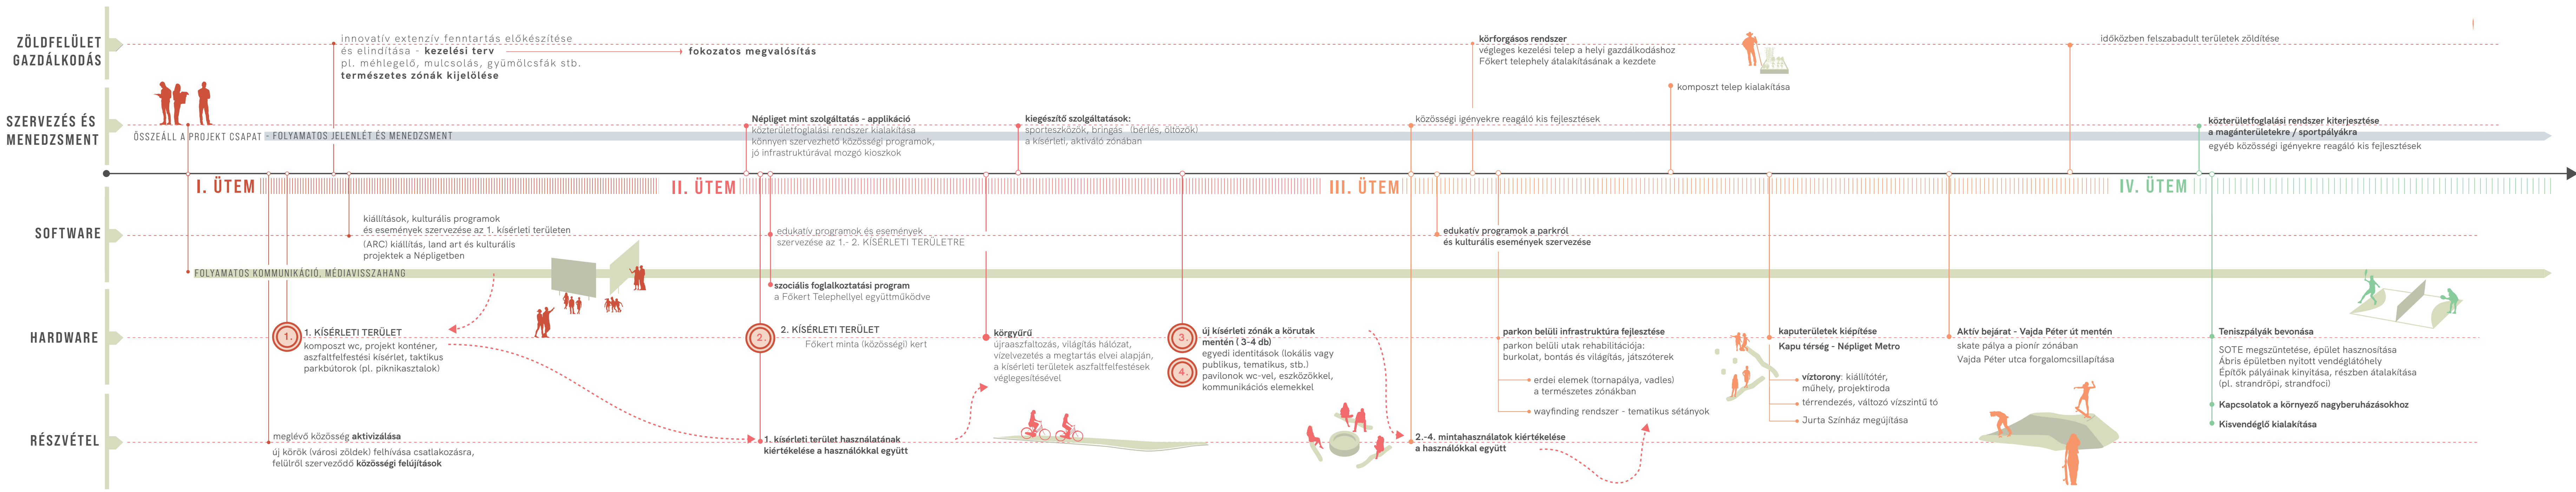 ZÖLDFELÜLET
GAZDÁLKODÁS
innovatív extenzív fenntartás előkészítése
és elindítása - kezelési terv
fokozatos megvalósítás
pl. méhlegelő, mulcsolás, gyümölcsfák stb.
természetes zónák kijelölése
körforgásos rendszer
végleges kezelési telep a helyi gazdálkodáshoz
Főkert telephely átalakításának a kezdete
komposzt telep kialakítása
időközben felszabadult területek zöldítése
SZERVEZÉS ÉS
MENEDZSMENT
ÖSSZEÁLL A PROJEKT CSAPAT - FOLYAMATOS JELENLÉT ÉS MENEDZSMENT
Népliget mint szolgáltatás - applikáció
közterületfoglalási rendszer kialakítása
könnyen szervezhető közösségi programok,
jó infrastruktúrával mozgó kioszkok
kiegészítő szolgáltatások:
sporteszközök, bringás (bérlés, öltözők)
a kísérleti, aktiváló zónában
közösségi igényekre reagáló kis fejlesztések
közterületfoglalási rendszer kiterjesztése
a magánterületekre / sportpályákra
egyéb közösségi igényekre reagáló kis fejlesztések
I. ÜTEM
II. ÜTEM
III. ÜTEM
IV. ÜTEM
SOFTWARE
kiállítások, kulturális programok
és események szervezése az 1. kísérleti területen
(ARC) kiállítás, land art és kulturális
projektek a Népligetben
FOLYAMATOS KOMMUNIKÁCIÓ, MÉDIAVISSZAHANG
edukatív programok és események
szervezése az 1.- 2. KÍSÉRLETI TERÜLETRE
szociális foglalkoztatási program
a Főkert Telephellyel együttműködve
edukatív programok a parkról
és kulturális események szervezése
HARDWARE
1.
1. KÍSÉRLETI TERÜLET
komposzt wc, projekt konténer,
aszfaltfelfestési kísérlet, taktikus
parkbútorok (pl. piknikasztalok)
2.
2. KÍSÉRLETI TERÜLET
Főkert minta (közösségi) kert
körgyűrű
újraaszfaltozás, világítás hálózat,
vízelvezetés a megtartás elvei alapján,
a kísérleti területek aszfaltfelfestések
véglegesítésével
3.
4.
új kísérleti zónák a körutak
mentén ( 3-4 db)
egyedi identitások (lokális vagy
publikus, tematikus, stb.)
pavilonok wc-vel, eszközökkel,
kommunikációs elemekkel
parkon belüli infrastruktúra fejlesztése
parkon belüli utak rehabilitációja:
burkolat, bontás és világítás, játszóterek
erdei elemek (tornapálya, vadles)
a természetes zónákban
wayfinding rendszer - tematikus sétányok
kaputerületek kiépítése
Kapu térség - Népliget Metro
víztorony: kiállítótér,
műhely, projektiroda
térrendezés, változó vízszintű tó
Jurta Színház megújítása
Aktív bejárat - Vajda Péter út mentén
skate pálya a pionír zónában
Vajda Péter utca forgalomcsillapítása
Teniszpályák bevonása
SOTE megszüntetése, épület hasznosítása
Ábris épületben nyitott vendéglátóhely
Építők pályáinak kinyitása, részben átalakítása
(pl. strandröpi, strandfoci)
Kapcsolatok a környező nagyberuházásokhoz
Kisvendéglő kialakítása
RÉSZVÉTEL
meglévő közösség aktivizálása
új körök (városi zöldek) felhívása csatlakozásra,
felülről szerveződő közösségi felújítások
1. kísérleti terület használatának
kiértékelése a használókkal együtt
2.-4. mintahasználatok kiértékelése
a használókkal együtt